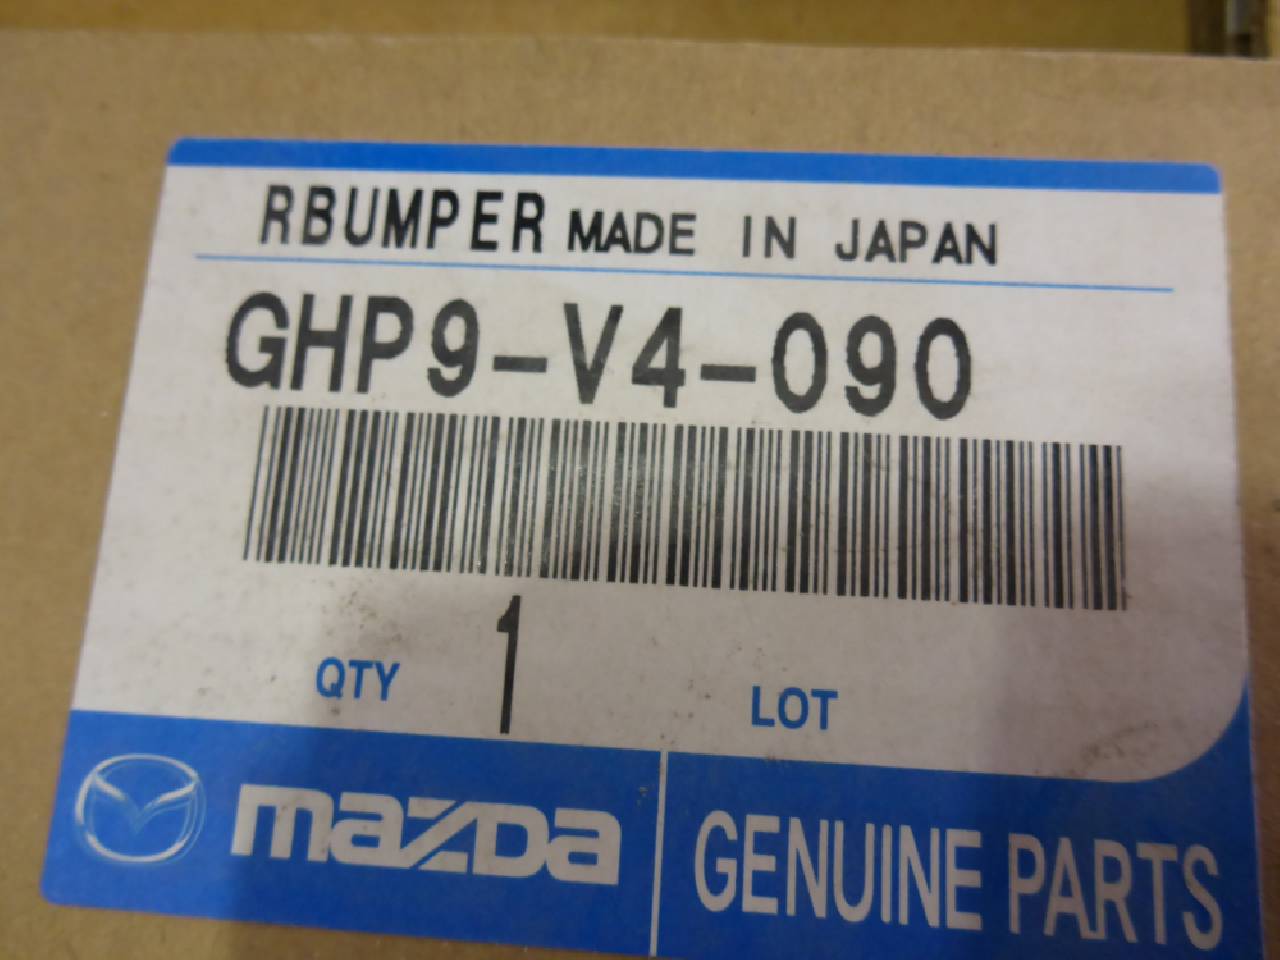 RBUMPER MADE IN JAPAN
GHP9-V4-090
QTY 1 LOT
mazda GENUINE PARTS